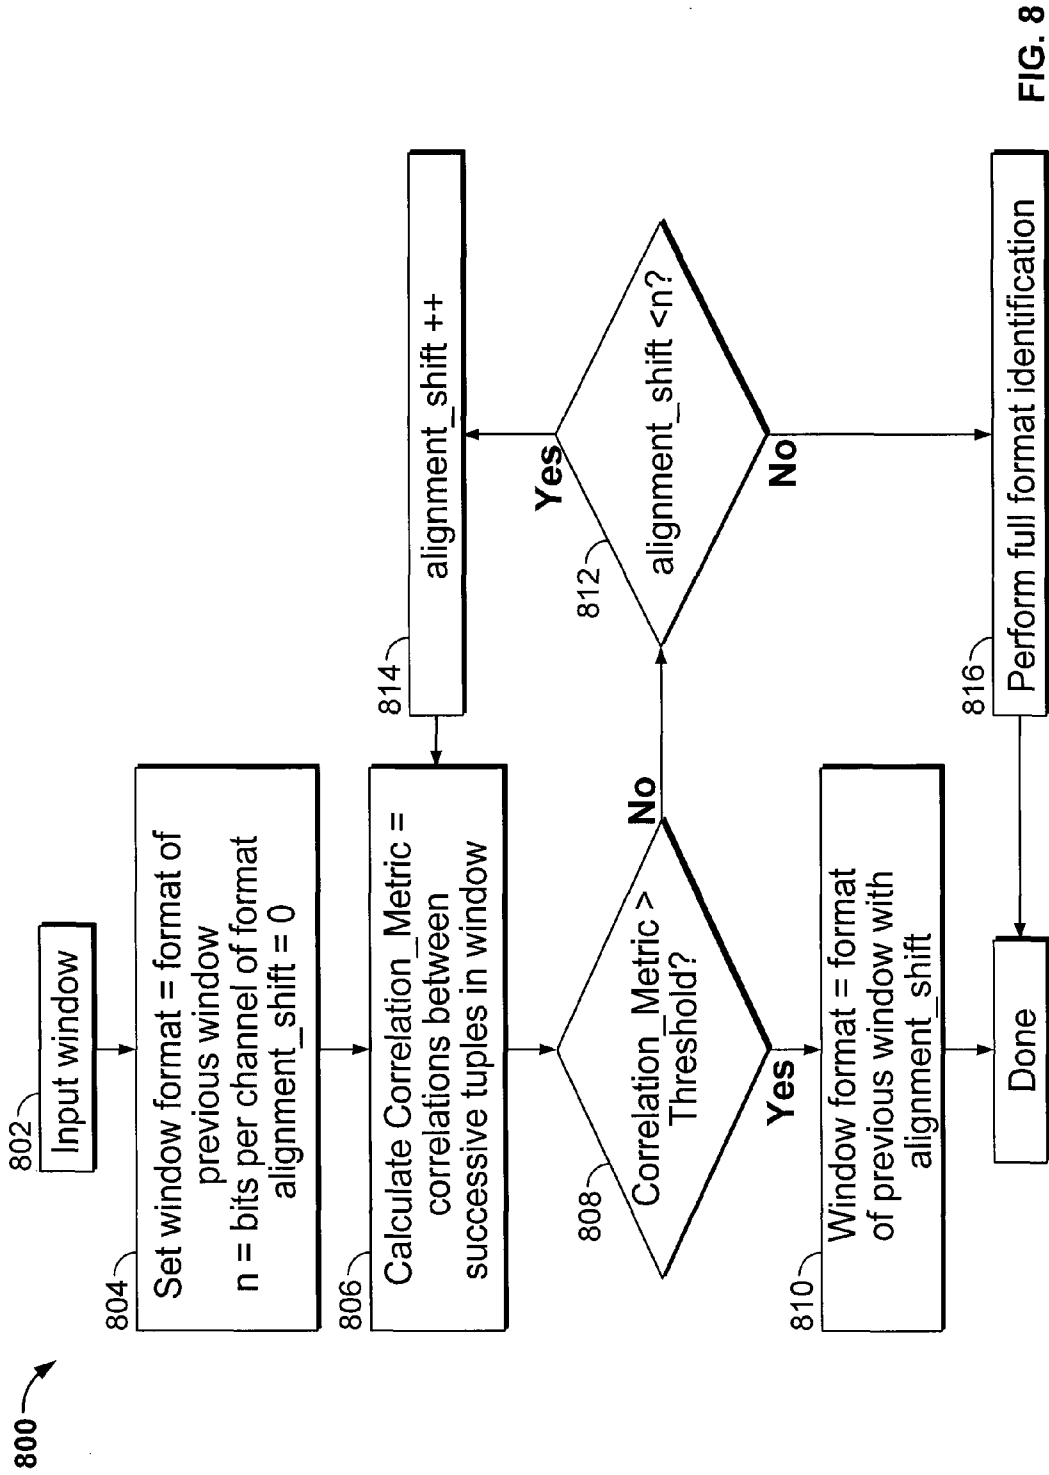 800
802
Input window
804
Set window format = format of
previous window
n = bits per channel of format
alignment_shift = 0
806
Calculate Correlation_Metric =
correlations between
successive tuples in window
814
alignment_shift ++
808
Correlation_Metric >
Threshold?
No
Yes
812
alignment_shift <n?
Yes
No
810
Window format = format
of previous window with
alignment_shift
816
Perform full format identification
Done
FIG. 8